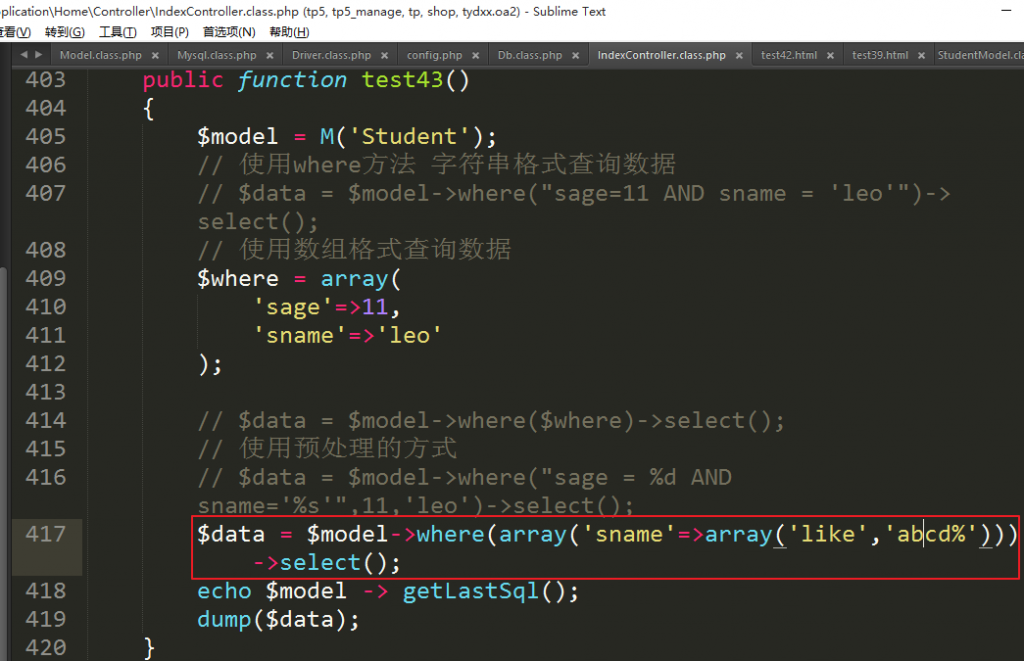 plication\Home\Controller\IndexController.class.php (tp5, tp5_manage, tp, shop, tydxx.oa2) - Sublime Text
查看(V) 转到(G) 工具(T) 项目(P) 首选项(N) 帮助(H)
Model.class.php × Mysql.class.php × Driver.class.php × config.php × Db.class.php × IndexController.class.php × test42.html × test39.html × StudentModel.cla
403 public function test43()
404 {
405 $model = M('Student');
406 // 使用where方法 字符串格式查询数据
407 // $data = $model->where("sage=11 AND sname = 'leo'")->
select();
408 // 使用数组格式查询数据
409 $where = array(
410 'sage'=>11,
411 'sname'=>'leo'
412 );
413
414 // $data = $model->where($where)->select();
415 // 使用预处理的方式
416 // $data = $model->where("sage = %d AND
sname='%s'",11,'leo')->select();
417 $data = $model->where(array('sname'=>array('like','abcd%')))
->select();
418 echo $model -> getLastSql();
419 dump($data);
420 }